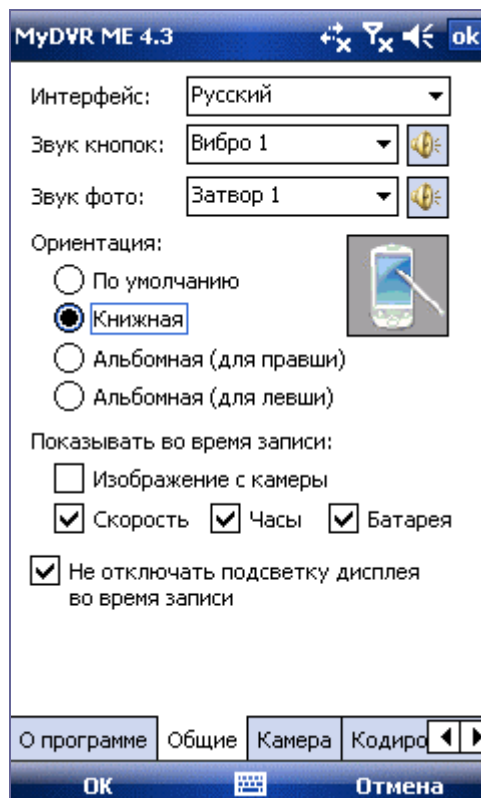 MyDVR ME 4.3 ok
Интерфейс: Русский
Звук кнопок: Вибро 1
Звук фото: Затвор 1
Ориентация:
По умолчанию
Книжная
Альбомная (для правши)
Альбомная (для левши)
Показывать во время записи:
Изображение с камеры
Скорость Часы Батарея
Не отключать подсветку дисплея
во время записи
О программе Общие Камера Кодиро
ОК Отмена